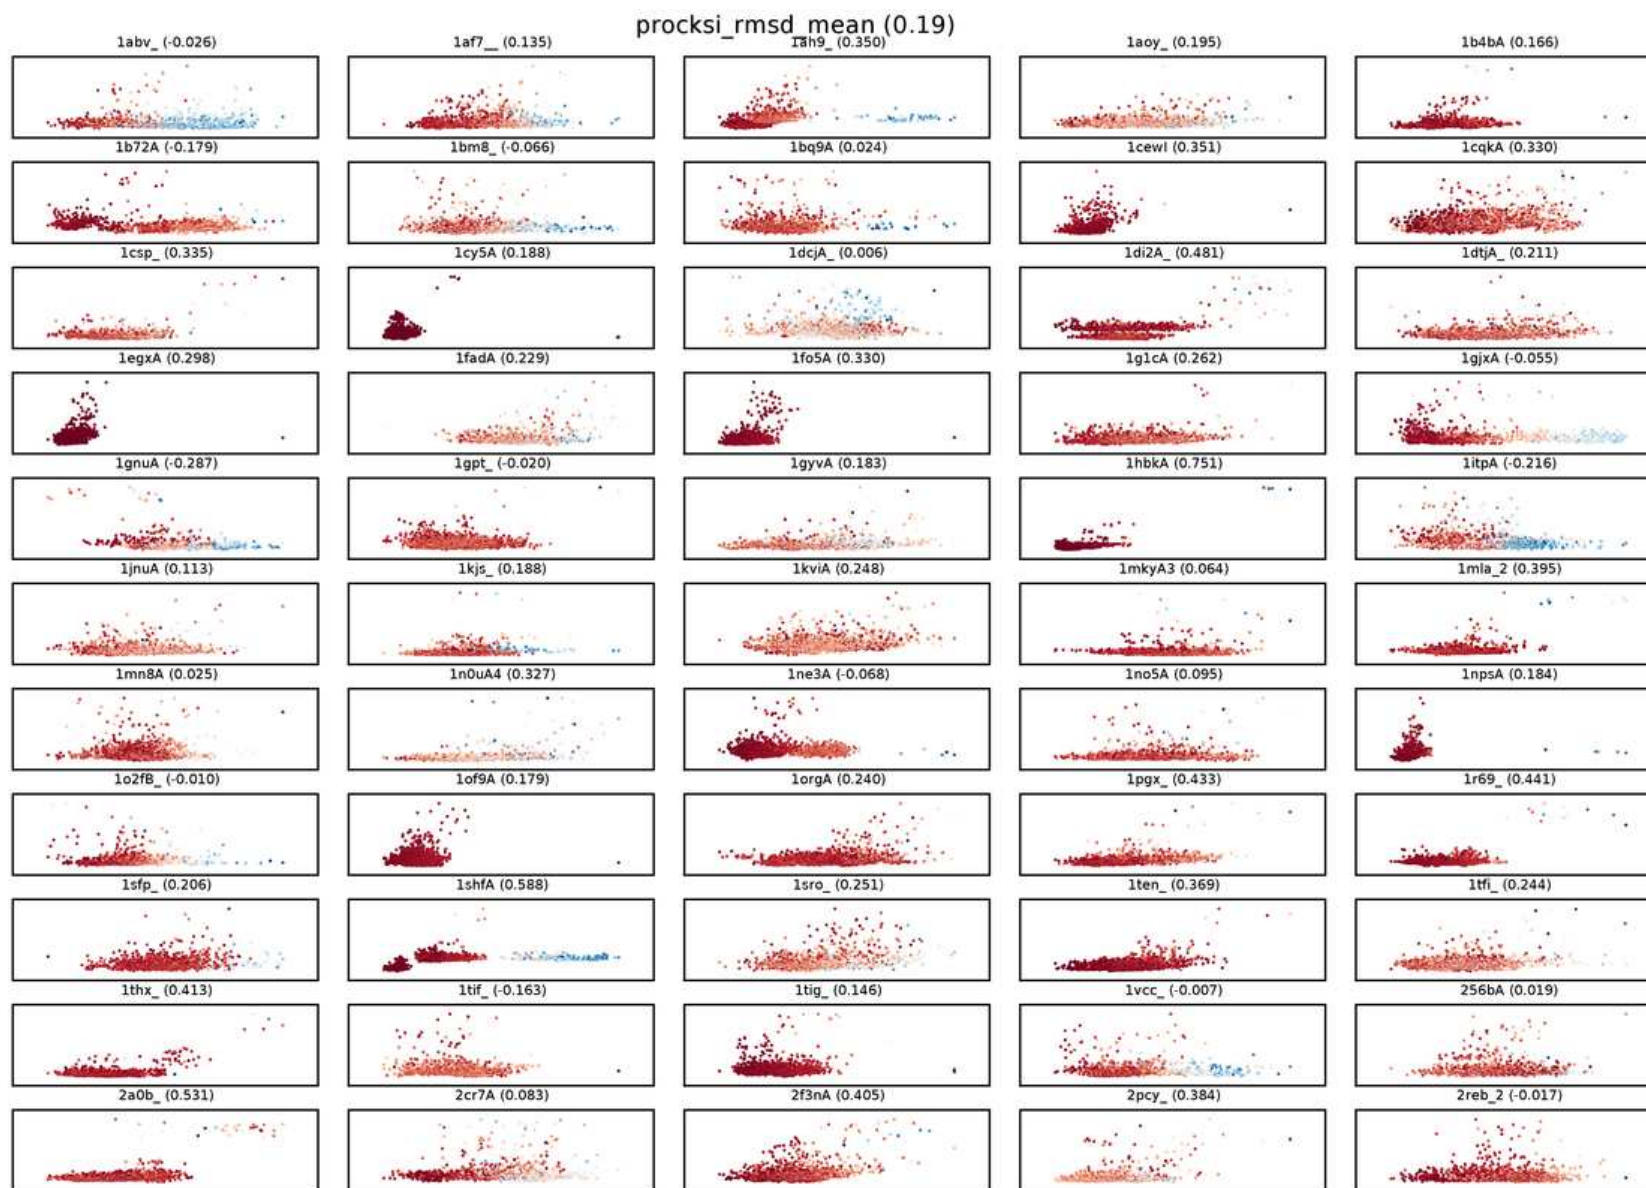 procksi_rmsd_mean (0.19)
1abv_ (-0.026) 1af7__ (0.135) 1ah9_ (0.350) 1aoy_ (0.195) 1b4bA (0.166)
1b72A (-0.179) 1bm8_ (-0.066) 1bq9A (0.024) 1cewI (0.351) 1cqkA (0.330)
1csp_ (0.335) 1cy5A (0.188) 1dcjA_ (0.006) 1di2A_ (0.481) 1dtjA_ (0.211)
1egxA (0.298) 1fadA (0.229) 1fo5A (0.330) 1g1cA (0.262) 1gjxA (-0.055)
1gnuA (-0.287) 1gpt_ (-0.020) 1gyvA (0.183) 1hbkA (0.751) 1itpA (-0.216)
1jnuA (0.113) 1kjs_ (0.188) 1kviA (0.248) 1mkyA3 (0.064) 1mla_2 (0.395)
1mn8A (0.025) 1n0uA4 (0.327) 1ne3A (-0.068) 1no5A (0.095) 1npsA (0.184)
1o2fB_ (-0.010) 1of9A (0.179) 1orgA (0.240) 1pgx_ (0.433) 1r69_ (0.441)
1sfp_ (0.206) 1shfA (0.588) 1sro_ (0.251) 1ten_ (0.369) 1tfi_ (0.244)
1thx_ (0.413) 1tif_ (-0.163) 1tig_ (0.146) 1vcc_ (-0.007) 256bA (0.019)
2a0b_ (0.531) 2cr7A (0.083) 2f3nA (0.405) 2pcy_ (0.384) 2reb_2 (-0.017)